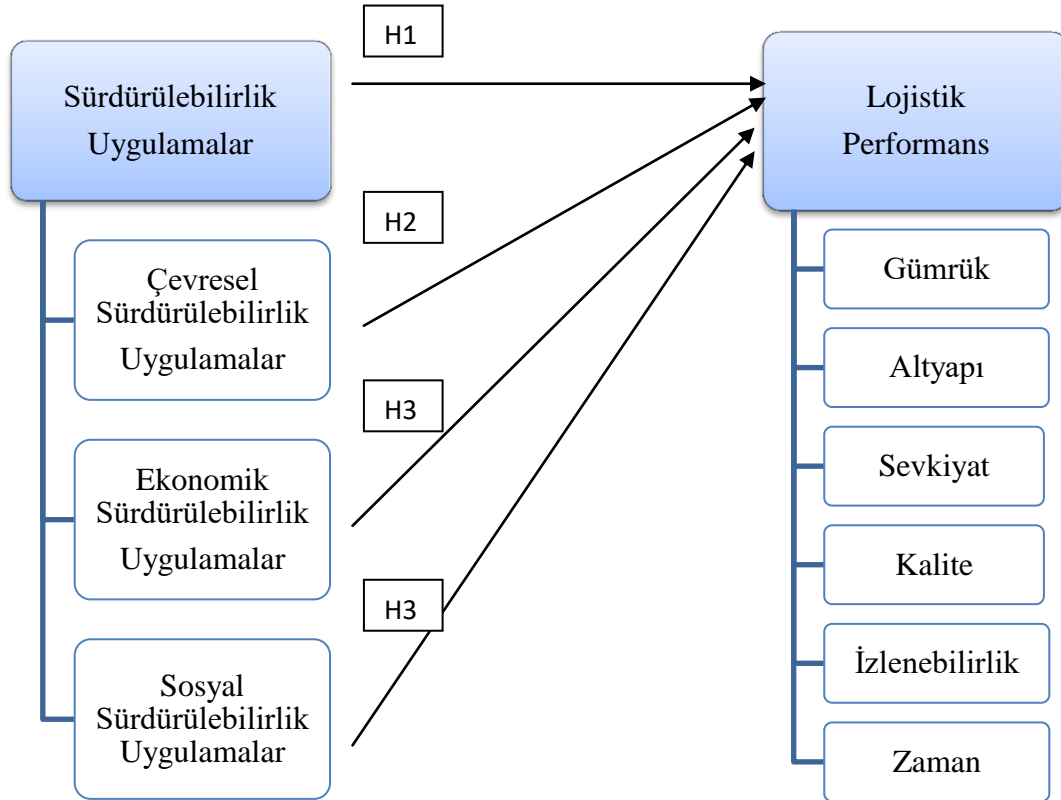 H1
Sürdürülebilirlik
Uygulamalar
Lojistik
Performans
H2
Çevresel
Sürdürülebilirlik
Uygulamalar
H3
Ekonomik
Sürdürülebilirlik
Uygulamalar
H3
Sosyal
Sürdürülebilirlik
Uygulamalar
Gümrük
Altyapı
Sevkiyat
Kalite
İzlenebilirlik
Zaman